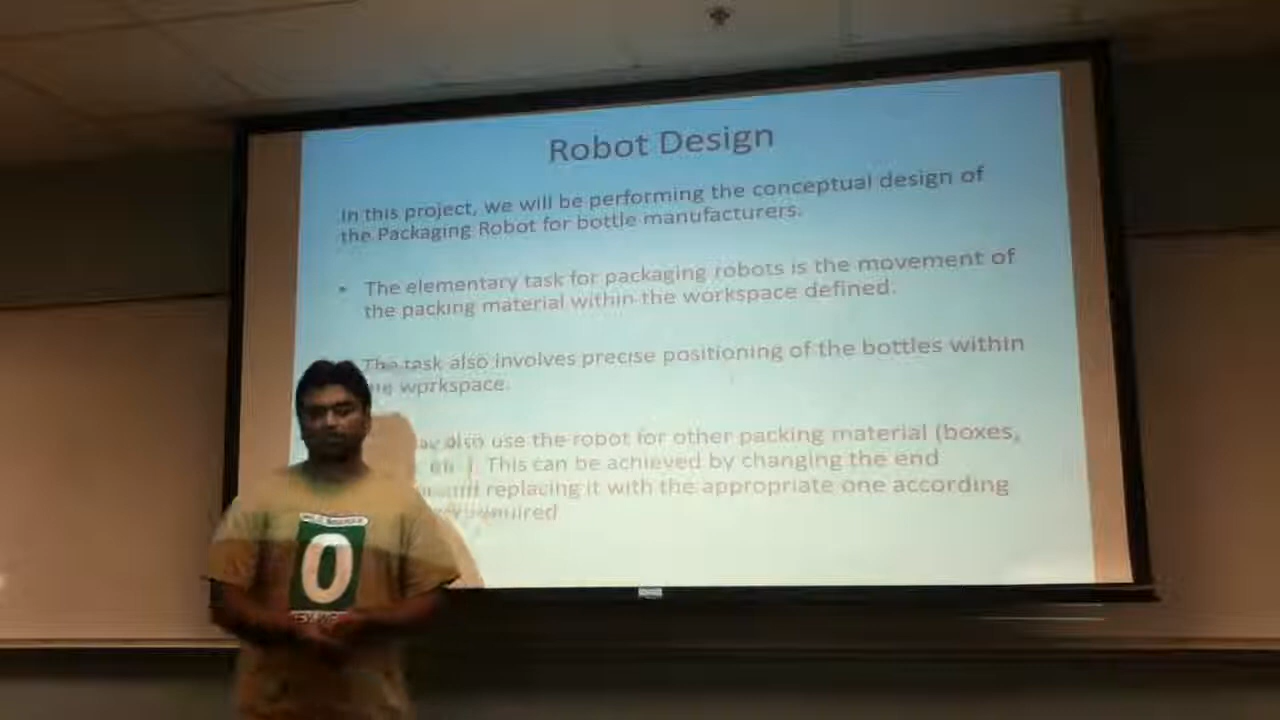 Robot Design
In this project, we will be performing the conceptual design of
the Packaging Robot for bottle manufacturers.
• The elementary task for packaging robots is the movement of
the packing material within the workspace defined.
The task also involves precise positioning of the bottles within
workspace.
also use the robot for other packing material (boxes,
). This can be achieved by changing the end
and replacing it with the appropriate one according
required
0